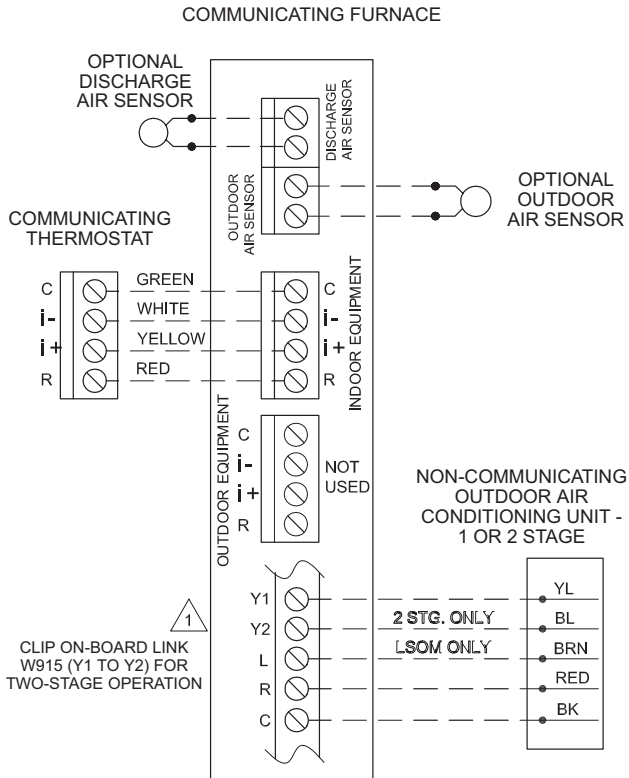 COMMUNICATING FURNACE
OPTIONAL
DISCHARGE
AIR SENSOR
DISCHARGE
AIR SENSOR
OUTDOOR
AIR SENSOR
OPTIONAL
OUTDOOR
AIR SENSOR
COMMUNICATING
THERMOSTAT
C GREEN C
i- WHITE i-
i+ YELLOW i+
R RED R
INDOOR EQUIPMENT
OUTDOOR EQUIPMENT
C
i-
i+
R
NOT
USED
NON-COMMUNICATING
OUTDOOR AIR
CONDITIONING UNIT -
1 OR 2 STAGE
1
CLIP ON-BOARD LINK
W915 (Y1 TO Y2) FOR
TWO-STAGE OPERATION
Y1 YL
Y2 2 STG. ONLY BL
L LSOM ONLY BRN
R RED
C BK